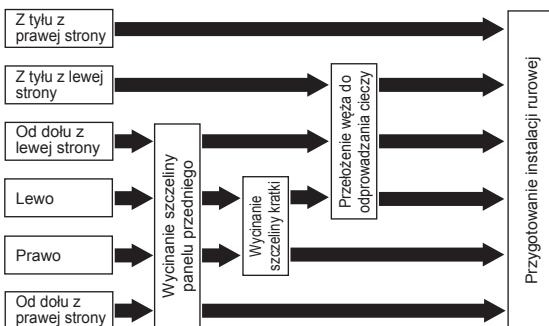 Z tyłu z
prawej strony
Z tyłu z lewej
strony
Od dołu z
lewej strony
Lewo
Prawo
Od dołu z
prawej strony
Wycinanie szczeliny
panelu przedniego
Wycinanie
szczeliny kratki
Przełożenie węża do
odprowadzania cieczy
Przygotowanie instalacji rurowej